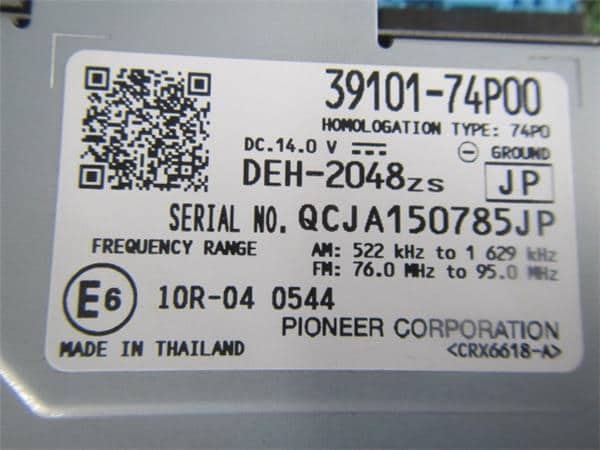 39101-74P00
HOMOLOGATION TYPE: 74P0
DC.14.0 V
GROUND
DEH-2048ZS
JP
SERIAL NO. QCJA150785JP
FREQUENCY RANGE
AM: 522 kHz to 1 629 kHz
FM: 76.0 MHz to 95.0 MHz
E6
10R-04 0544
PIONEER CORPORATION
MADE IN THAILAND
<CRX6618-A>